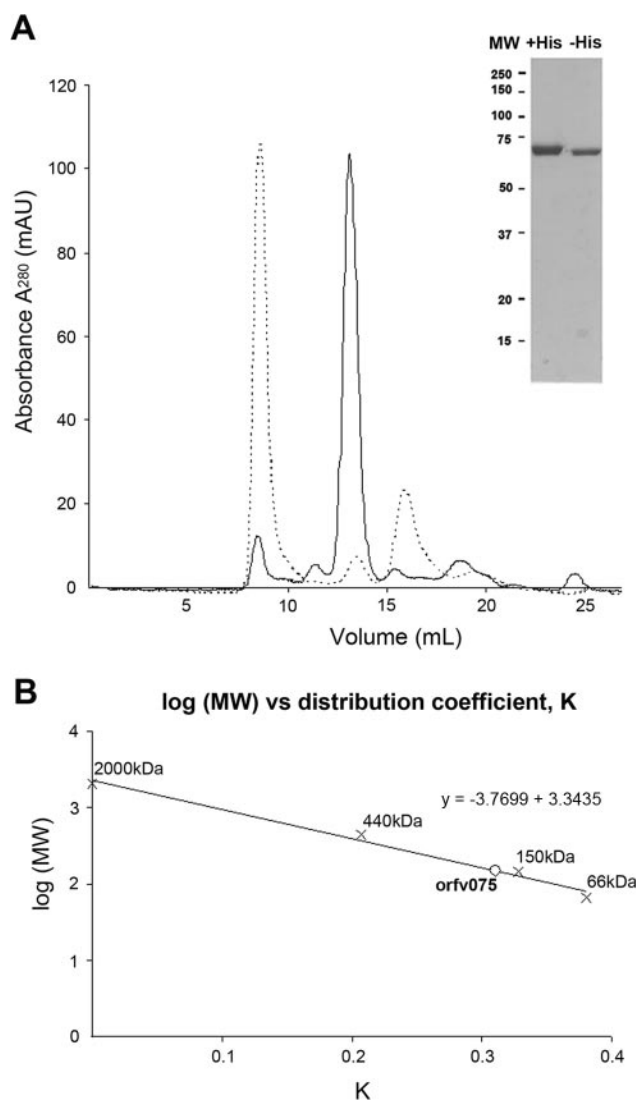 A
MW +His -His
250
150
100
75
50
37
20
15
120
100
80
60
40
20
0
Absorbance A280 (mAU)
5 10 15 20 25
Volume (mL)
B
log (MW) vs distribution coefficient, K
4
3
2
1
0
log (MW)
2000kDa
440kDa
y = -3.7699 + 3.3435
150kDa
orfv075
66kDa
0.1 0.2 0.3 0.4
K